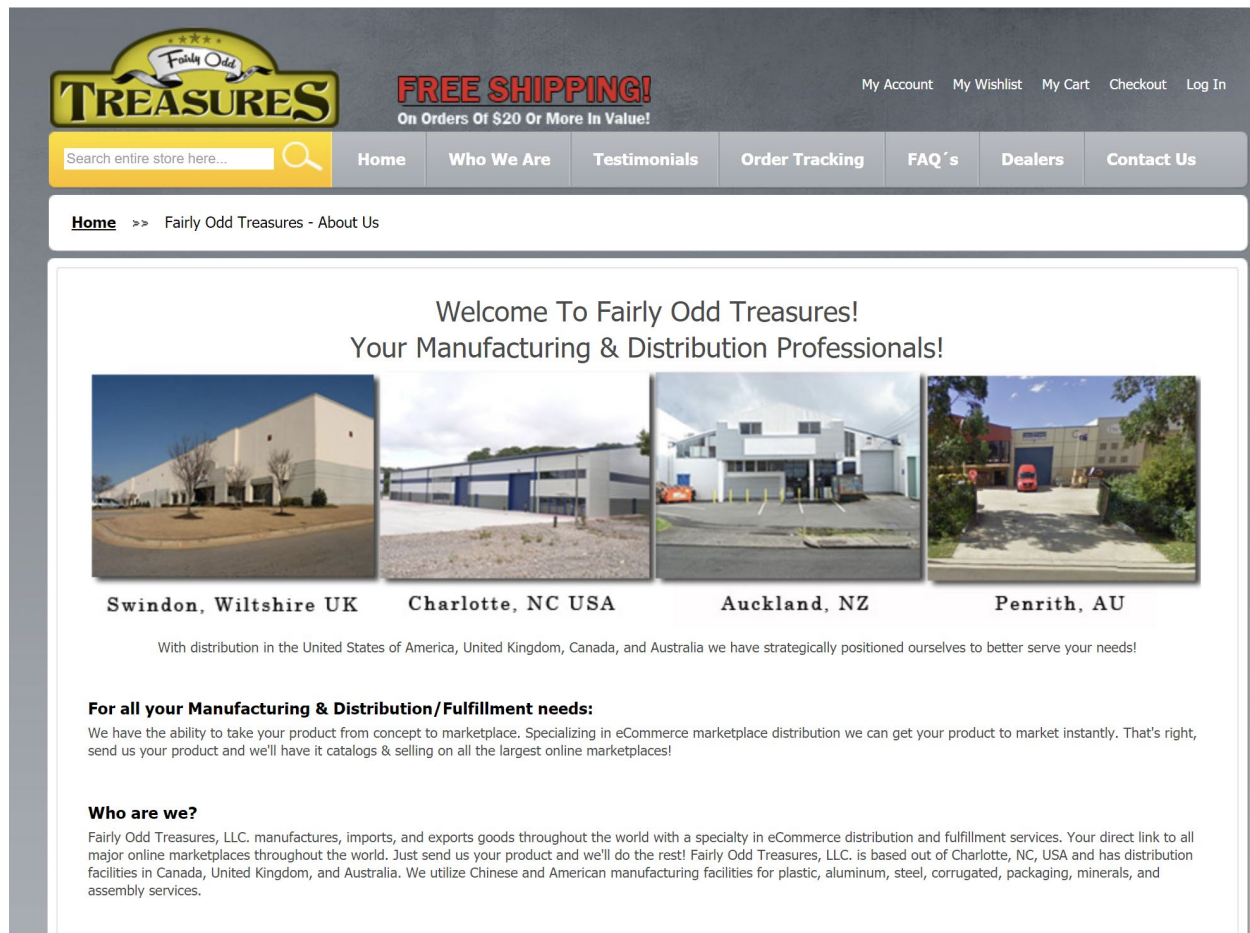 Fairly Odd
TREASURES
FREE SHIPPING!
On Orders Of $20 Or More In Value!
My Account My Wishlist My Cart Checkout Log In
Search entire store here...
Home Who We Are Testimonials Order Tracking FAQ´s Dealers Contact Us
Home >> Fairly Odd Treasures - About Us
Welcome To Fairly Odd Treasures!
Your Manufacturing & Distribution Professionals!
Swindon, Wiltshire UK Charlotte, NC USA Auckland, NZ Penrith, AU
With distribution in the United States of America, United Kingdom, Canada, and Australia we have strategically positioned ourselves to better serve your needs!
For all your Manufacturing & Distribution/Fulfillment needs:
We have the ability to take your product from concept to marketplace. Specializing in eCommerce marketplace distribution we can get your product to market instantly. That's right,
send us your product and we'll have it catalogs & selling on all the largest online marketplaces!
Who are we?
Fairly Odd Treasures, LLC. manufactures, imports, and exports goods throughout the world with a specialty in eCommerce distribution and fulfillment services. Your direct link to all
major online marketplaces throughout the world. Just send us your product and we'll do the rest! Fairly Odd Treasures, LLC. is based out of Charlotte, NC, USA and has distribution
facilities in Canada, United Kingdom, and Australia. We utilize Chinese and American manufacturing facilities for plastic, aluminum, steel, corrugated, packaging, minerals, and
assembly services.